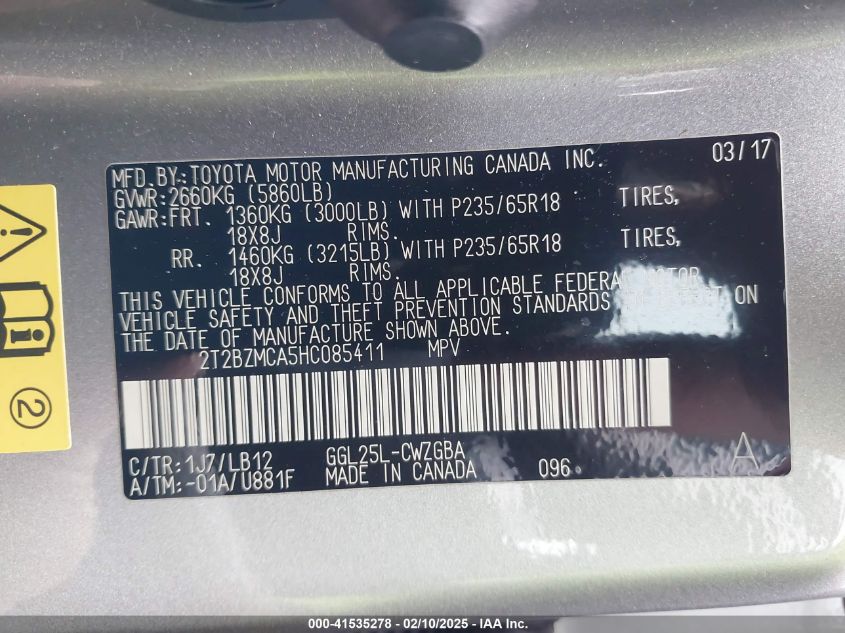 MFD.BY:TOYOTA MOTOR MANUFACTURING CANADA INC. 03/17
GVWR:2660KG (5860LB)
GAWR:FRT. 1360KG (3000LB) WITH P235/65R18 TIRES,
18X8J RIMS.
RR. 1460KG (3215LB) WITH P235/65R18 TIRES,
18X8J RIMS.
THIS VEHICLE CONFORMS TO ALL APPLICABLE FEDERAL MOTOR
VEHICLE SAFETY AND THEFT PREVENTION STANDARDS IN EFFECT ON
THE DATE OF MANUFACTURE SHOWN ABOVE.
2T2BZMCA5HC085411 MPV
C/TR:1J7/LB12 GGL25L-CWZGBA
A/TM:-01A/U881F MADE IN CANADA 096 A
2
000-41535278 - 02/10/2025 - IAA Inc.